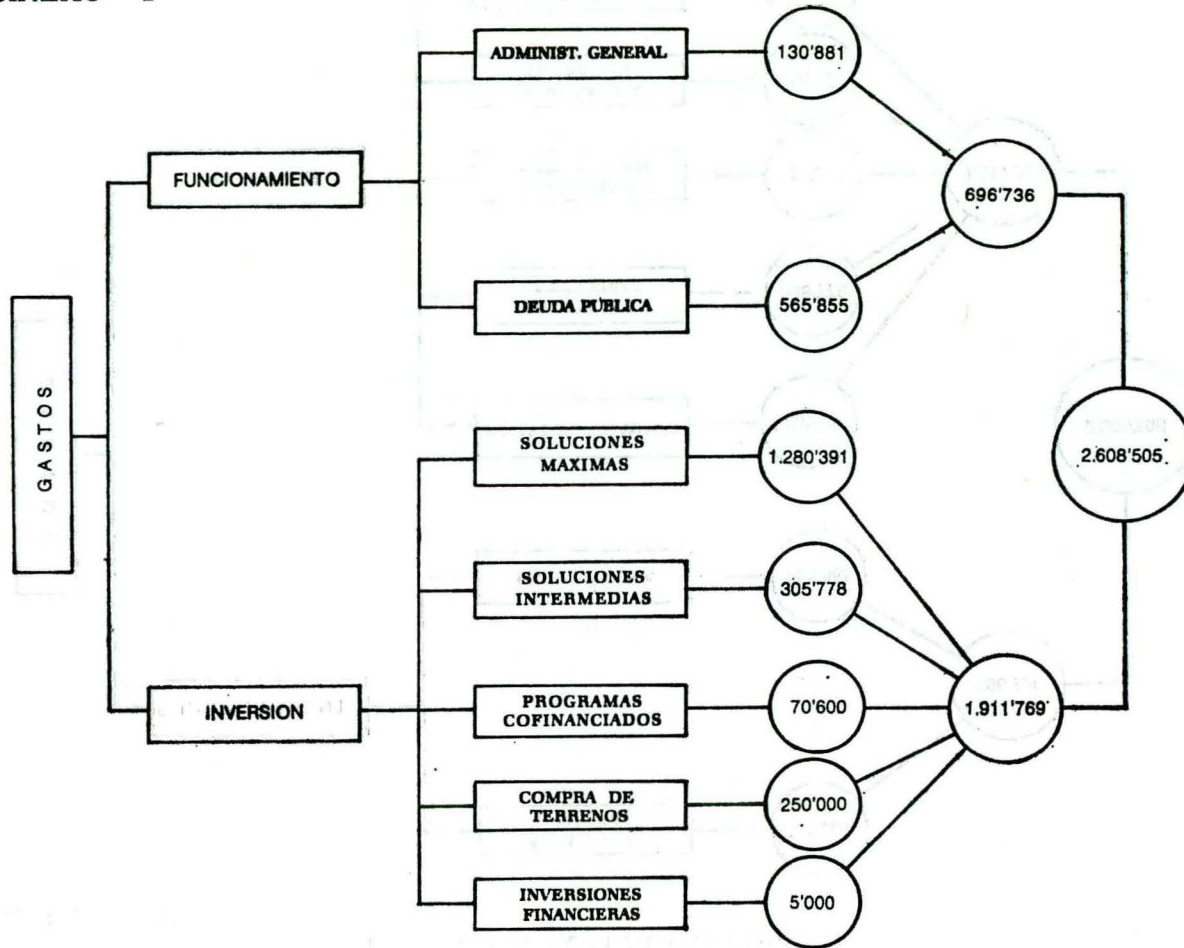 ADMINIST. GENERAL
130'881
FUNCIONAMIENTO
696'736
DEUDA PUBLICA
565'855
GASTOS
SOLUCIONES
MAXIMAS
1.280'391
2.608'505
SOLUCIONES
INTERMEDIAS
305'778
INVERSION
PROGRAMAS
COFINANCIADOS
70'600
1.911'769
COMPRA DE
TERRENOS
250'000
INVERSIONES
FINANCIERAS
5'000